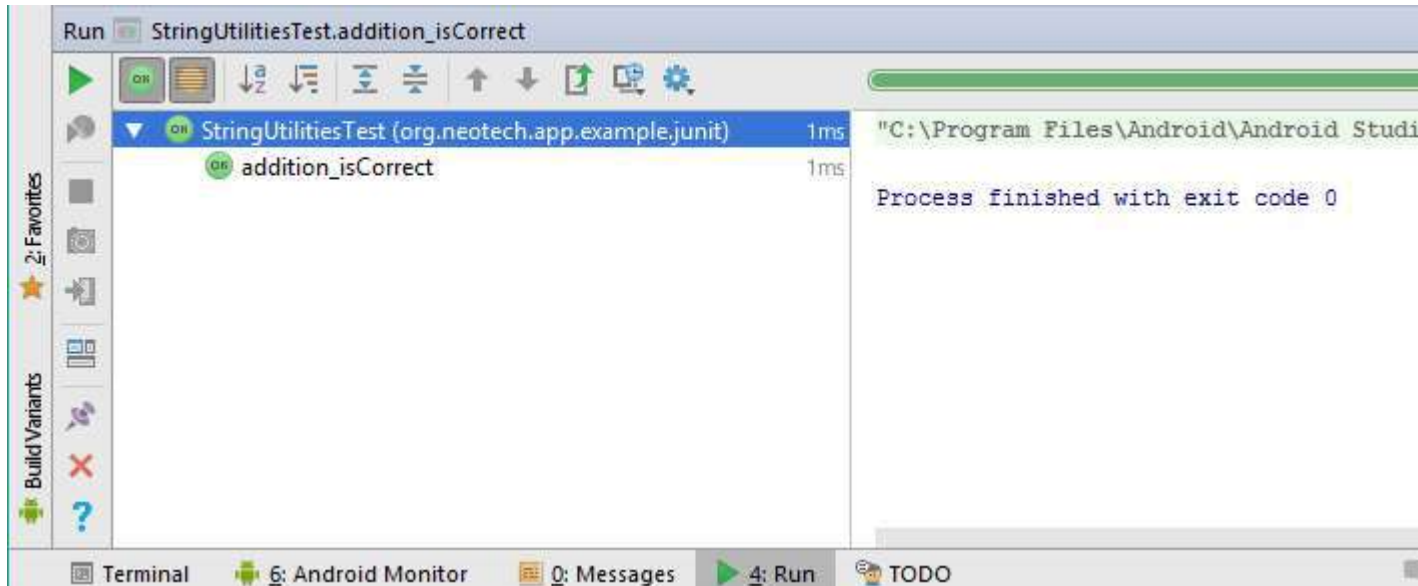 Run StringUtilitiesTest.addition_isCorrect
StringUtilitiesTest (org.neotech.app.example.junit) 1ms
addition_isCorrect 1ms
"C:\Program Files\Android\Android Studi
Process finished with exit code 0
2: Favorites
Build Variants
Terminal 6: Android Monitor 0: Messages 4: Run TODO